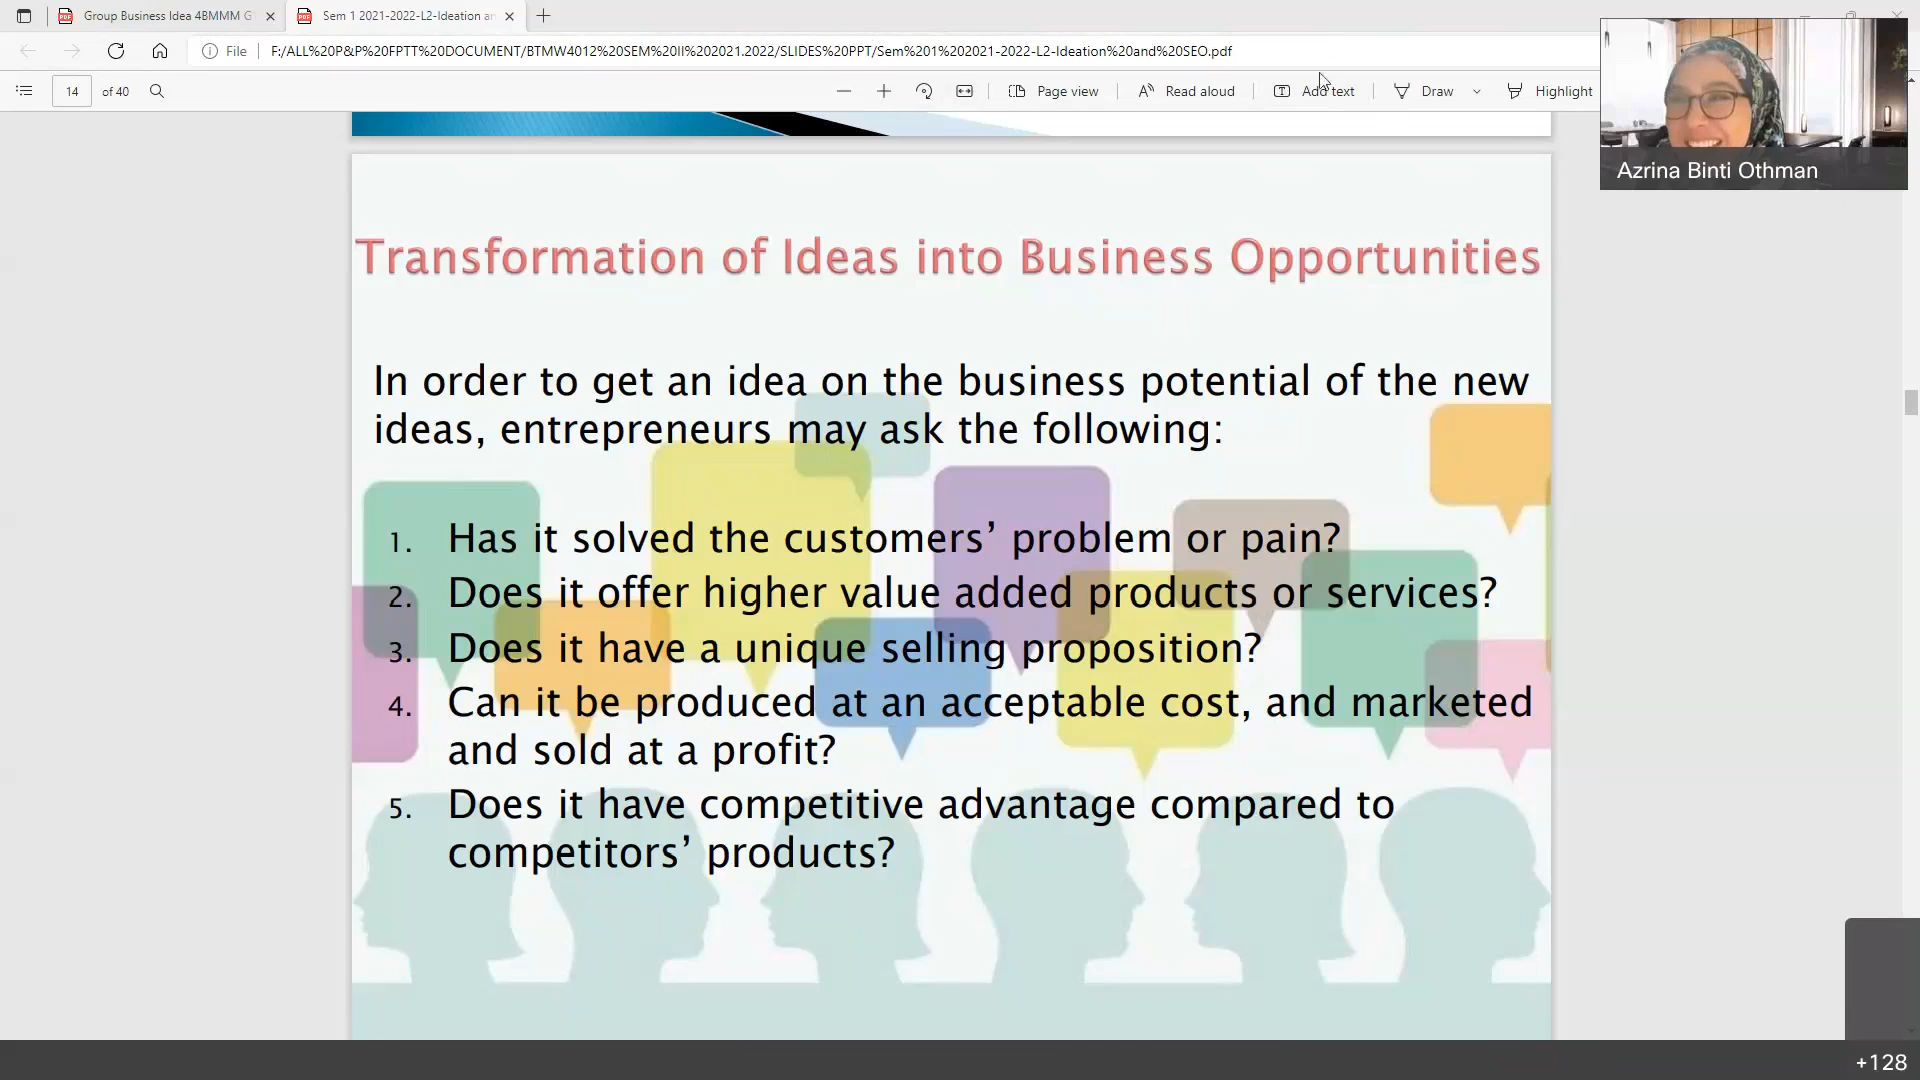 Group Business Idea 4BMMM G
Sem 1 2021-2022-L2-Ideation an
File
F:/ALL%20P&P%20FPTT%20DOCUMENT/BTMW4012%20SEM%20II%202021.2022/SLIDES%20PPT/Sem%201%202021-2022-L2-Ideation%20and%20SEO.pdf
14 of 40
Page view
Read aloud
Add text
Draw
Highlight
Azrina Binti Othman
Transformation of Ideas into Business Opportunities
In order to get an idea on the business potential of the new
ideas, entrepreneurs may ask the following:
1. Has it solved the customers’ problem or pain?
2. Does it offer higher value added products or services?
3. Does it have a unique selling proposition?
4. Can it be produced at an acceptable cost, and marketed
and sold at a profit?
5. Does it have competitive advantage compared to
competitors’ products?
+128